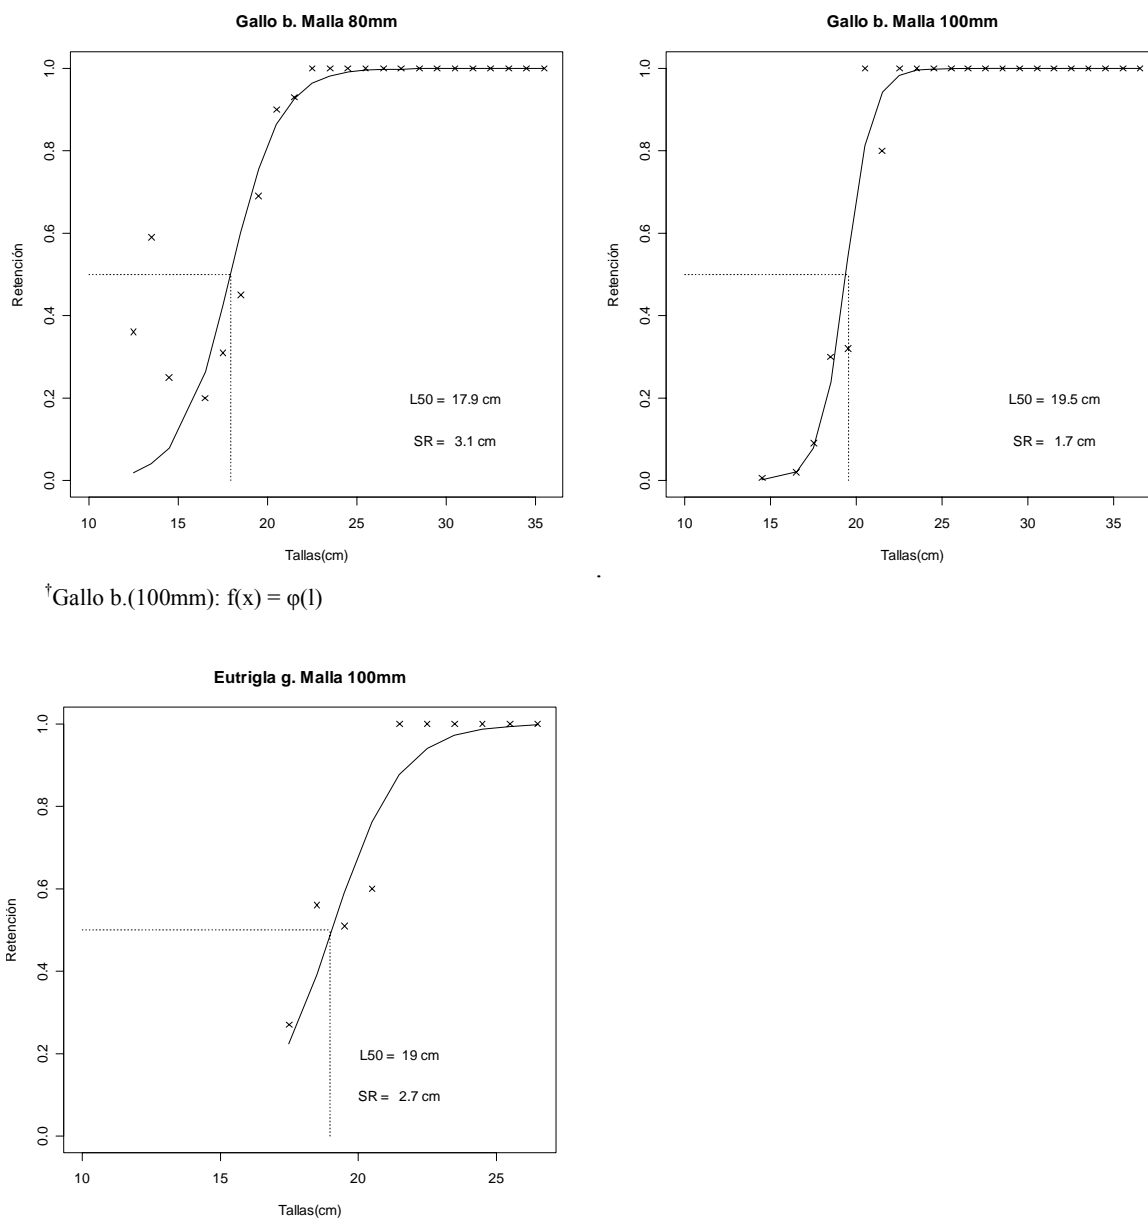 Gallo b. Malla 80mm
Retención
0.0 0.2 0.4 0.6 0.8 1.0
L50 = 17.9 cm
SR = 3.1 cm
10 15 20 25 30 35
Tallas(cm)
Gallo b. Malla 100mm
Retención
0.0 0.2 0.4 0.6 0.8 1.0
L50 = 19.5 cm
SR = 1.7 cm
10 15 20 25 30 35
Tallas(cm)
†Gallo b.(100mm): f(x) = φ(l)
Eutrigla g. Malla 100mm
Retención
0.0 0.2 0.4 0.6 0.8 1.0
L50 = 19 cm
SR = 2.7 cm
10 15 20 25
Tallas(cm)